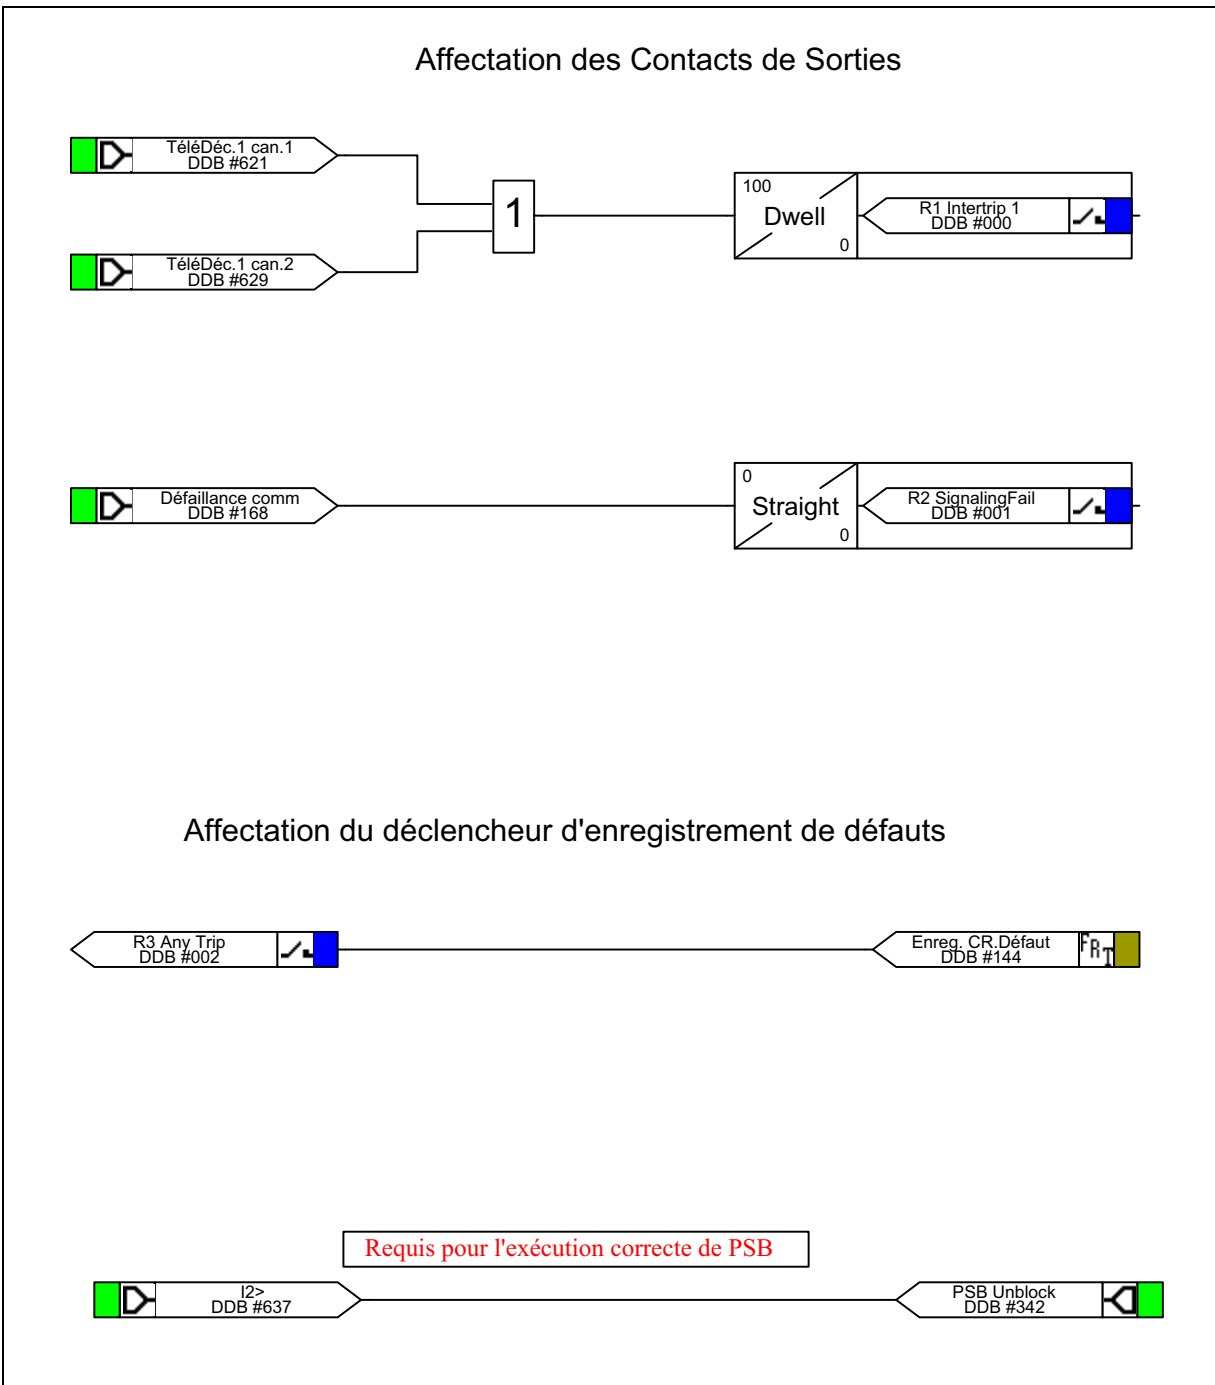 Affectation des Contacts de Sorties
TéléDéc.1 can.1
DDB #621
1
100
Dwell
0
R1 Intertrip 1
DDB #000
TéléDéc.1 can.2
DDB #629
Défaillance comm
DDB #168
0
Straight
0
R2 SignalingFail
DDB #001
Affectation du déclencheur d'enregistrement de défauts
R3 Any Trip
DDB #002
Enreg. CR.Défaut
DDB #144
FRT
Requis pour l'exécution correcte de PSB
I2>
DDB #637
PSB Unblock
DDB #342